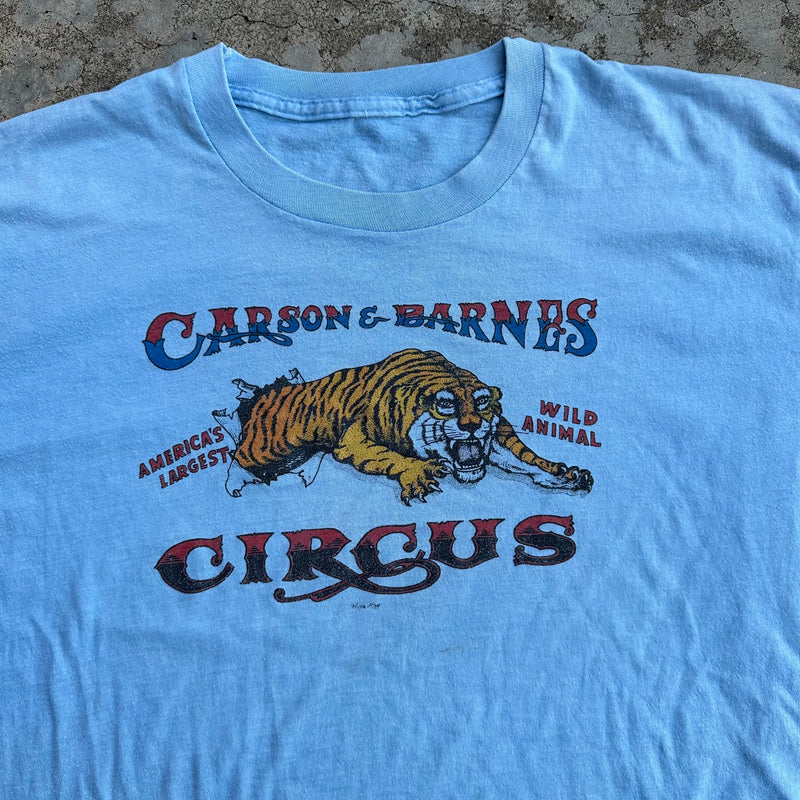 CARSON & BARNES
AMERICA'S
LARGEST
WILD
ANIMAL
CIRCUS